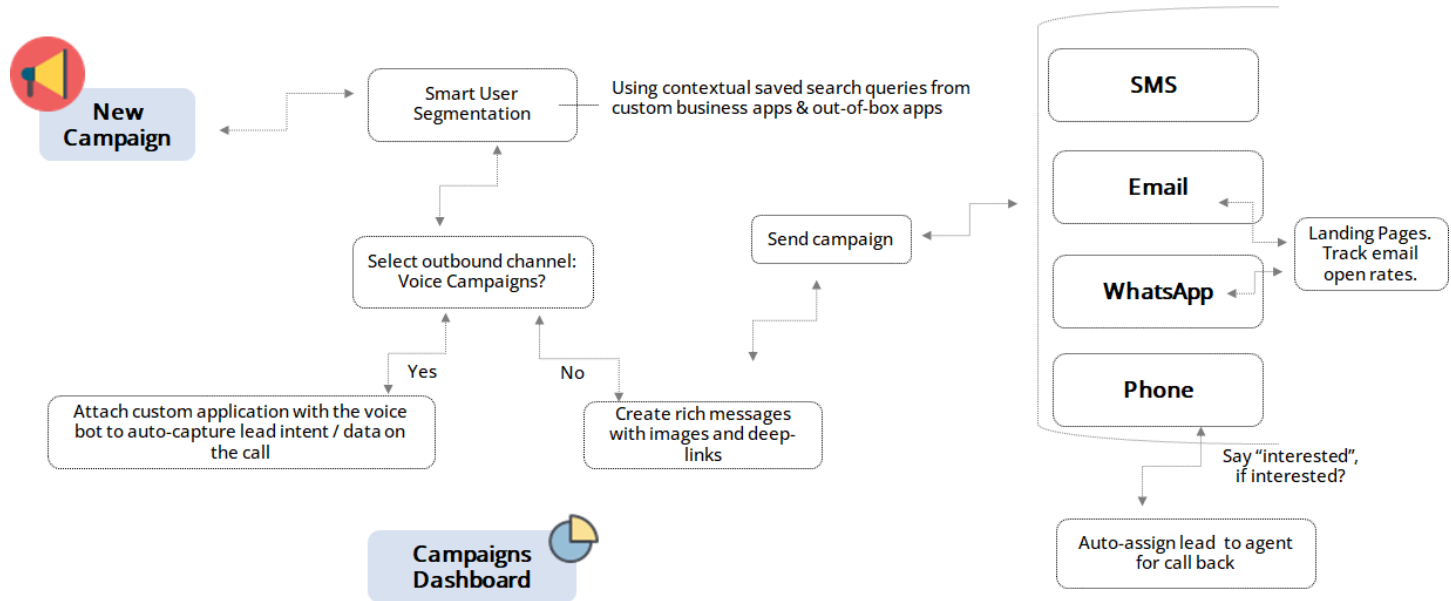 New
Campaign
Smart User
Segmentation
Using contextual saved search queries from
custom business apps & out-of-box apps
Select outbound channel:
Voice Campaigns?
Yes
No
Attach custom application with the voice
bot to auto-capture lead intent / data on
the call
Create rich messages
with images and deep-
links
Send campaign
SMS
Email
WhatsApp
Phone
Landing Pages.
Track email
open rates.
Say “interested”,
if interested?
Auto-assign lead to agent
for call back
Campaigns
Dashboard